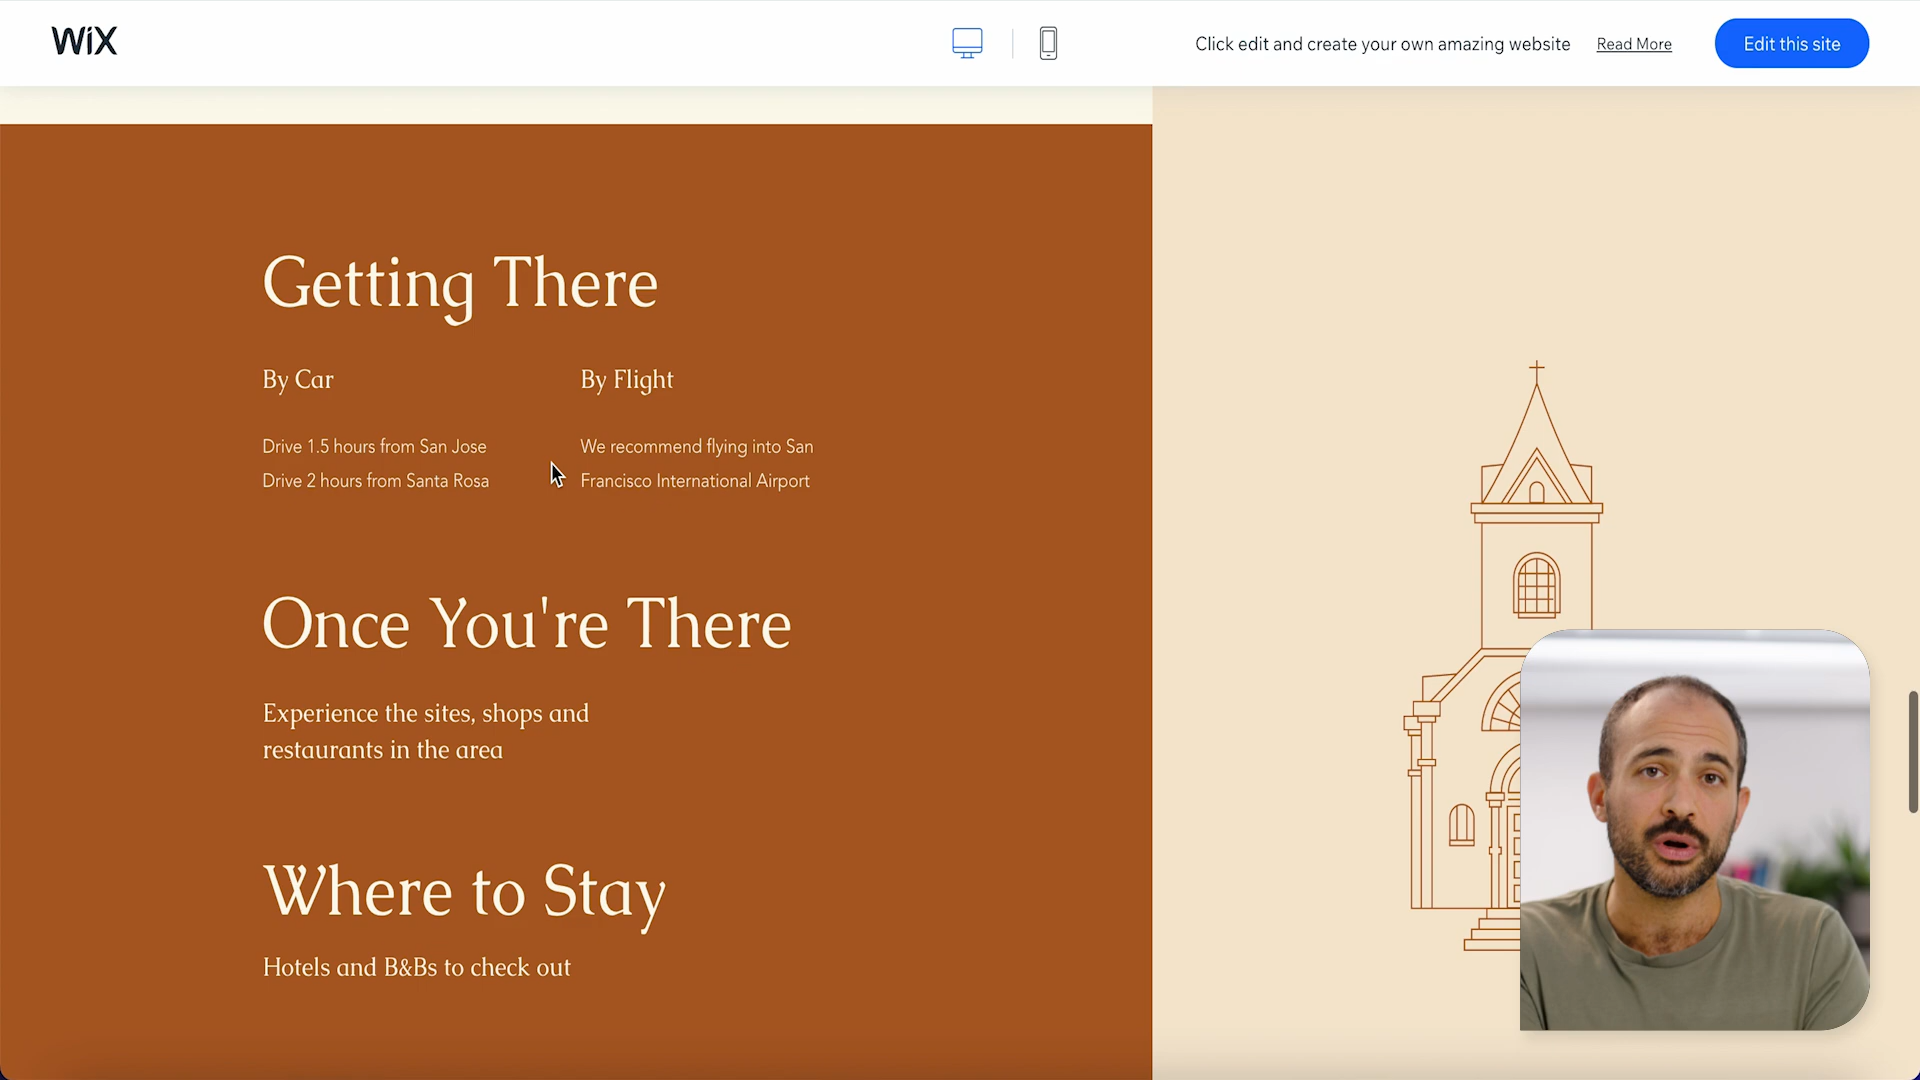 WiX
Click edit and create your own amazing website
Read More
Edit this site
Getting There
By Car
By Flight
Drive 1.5 hours from San Jose
Drive 2 hours from Santa Rosa
We recommend flying into San
Francisco International Airport
Once You're There
Experience the sites, shops and
restaurants in the area
Where to Stay
Hotels and B&Bs to check out